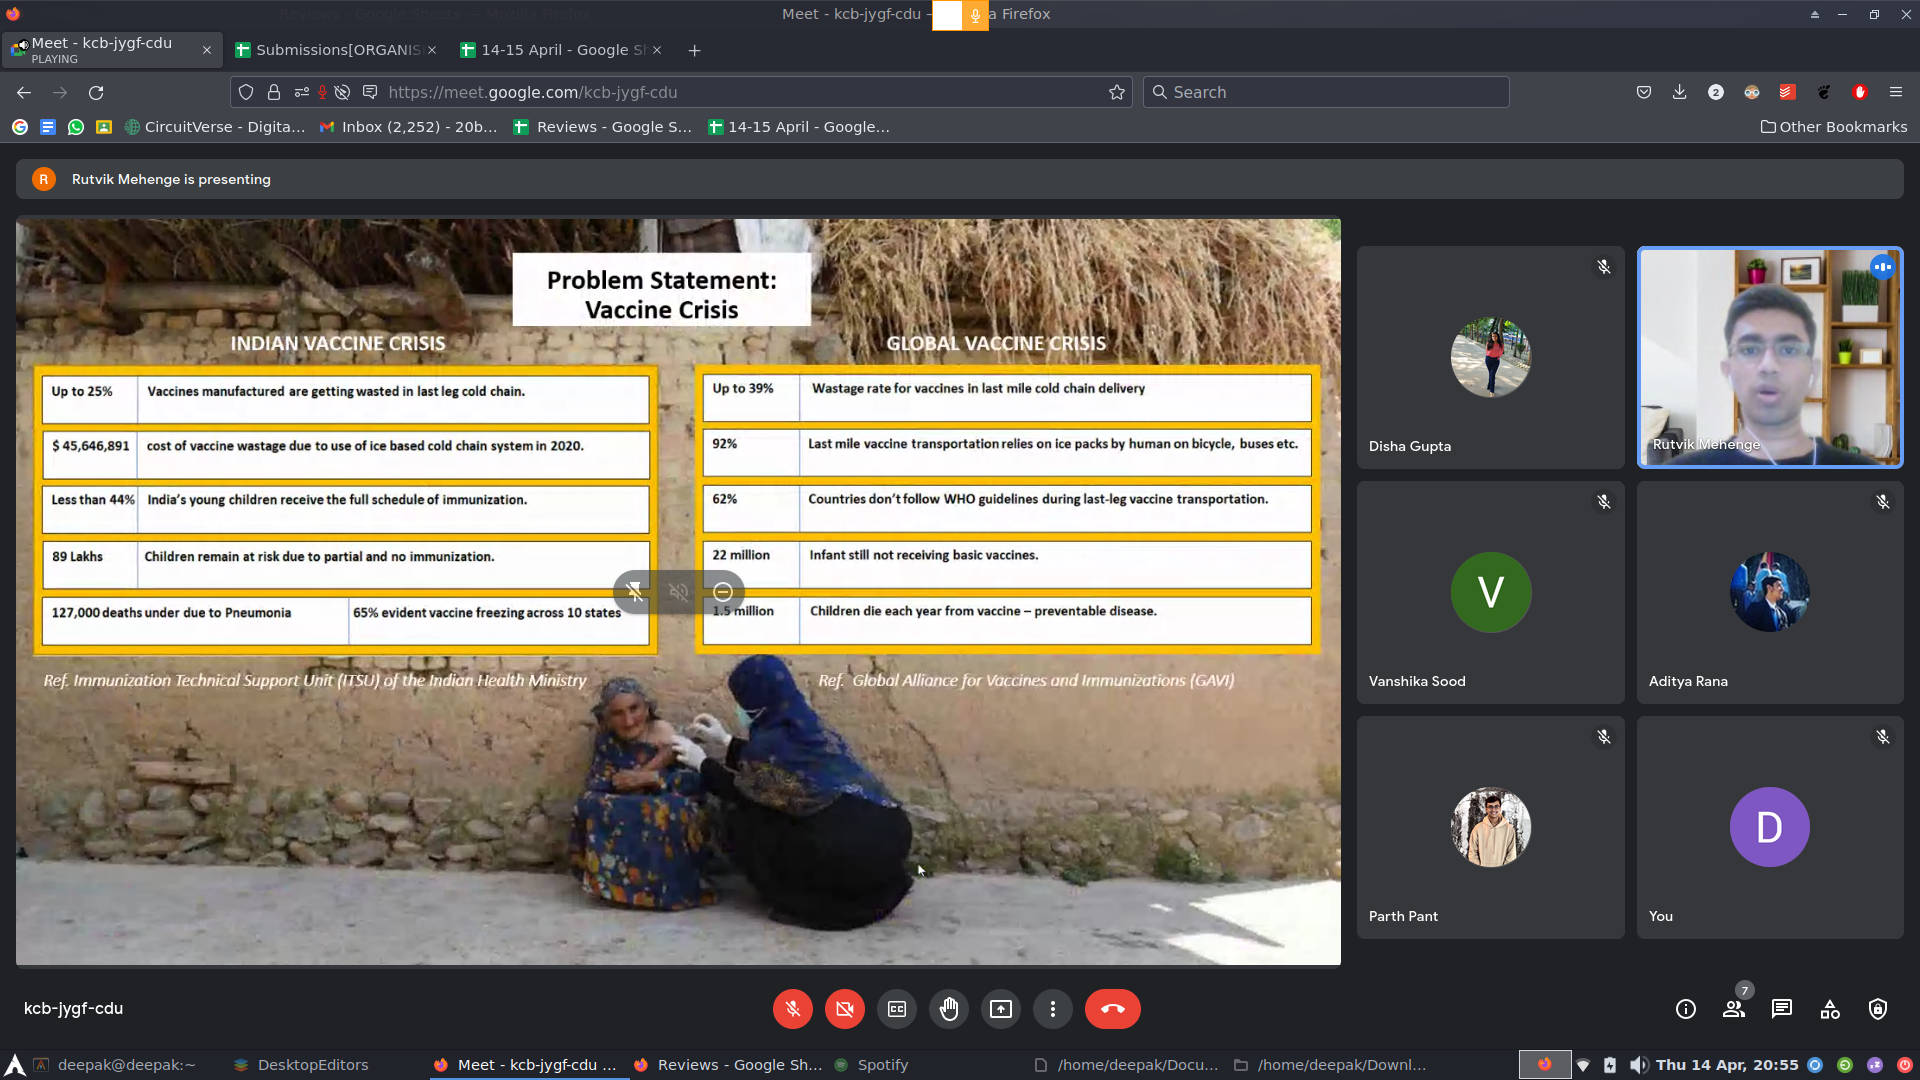 Meet - kcb-jygf-cdu — a Firefox
Meet - kcb-jygf-cdu
PLAYING
Submissions[ORGANIS
14-15 April - Google Sh
https://meet.google.com/kcb-jygf-cdu
Search
2
CircuitVerse - Digita...
Inbox (2,252) - 20b...
Reviews - Google S...
14-15 April - Google...
Other Bookmarks
R
Rutvik Mehenge is presenting
Problem Statement:
Vaccine Crisis
INDIAN VACCINE CRISIS
Up to 25% Vaccines manufactured are getting wasted in last leg cold chain.
$ 45,646,891 cost of vaccine wastage due to use of ice based cold chain system in 2020.
Less than 44% India's young children receive the full schedule of immunization.
89 Lakhs Children remain at risk due to partial and no immunization.
127,000 deaths under due to Pneumonia 65% evident vaccine freezing across 10 states
Ref. Immunization Technical Support Unit (ITSU) of the Indian Health Ministry
GLOBAL VACCINE CRISIS
Up to 39% Wastage rate for vaccines in last mile cold chain delivery
92% Last mile vaccine transportation relies on ice packs by human on bicycle, buses etc.
62% Countries don't follow WHO guidelines during last-leg vaccine transportation.
22 million Infant still not receiving basic vaccines.
1.5 million Children die each year from vaccine – preventable disease.
Ref. Global Alliance for Vaccines and Immunizations (GAVI)
Disha Gupta
Rutvik Mehenge
V
Vanshika Sood
Aditya Rana
Parth Pant
D
You
kcb-jygf-cdu
7
deepak@deepak:~
DesktopEditors
Meet - kcb-jygf-cdu ...
Reviews - Google Sh...
Spotify
/home/deepak/Docu...
/home/deepak/Downl...
Thu 14 Apr, 20:55